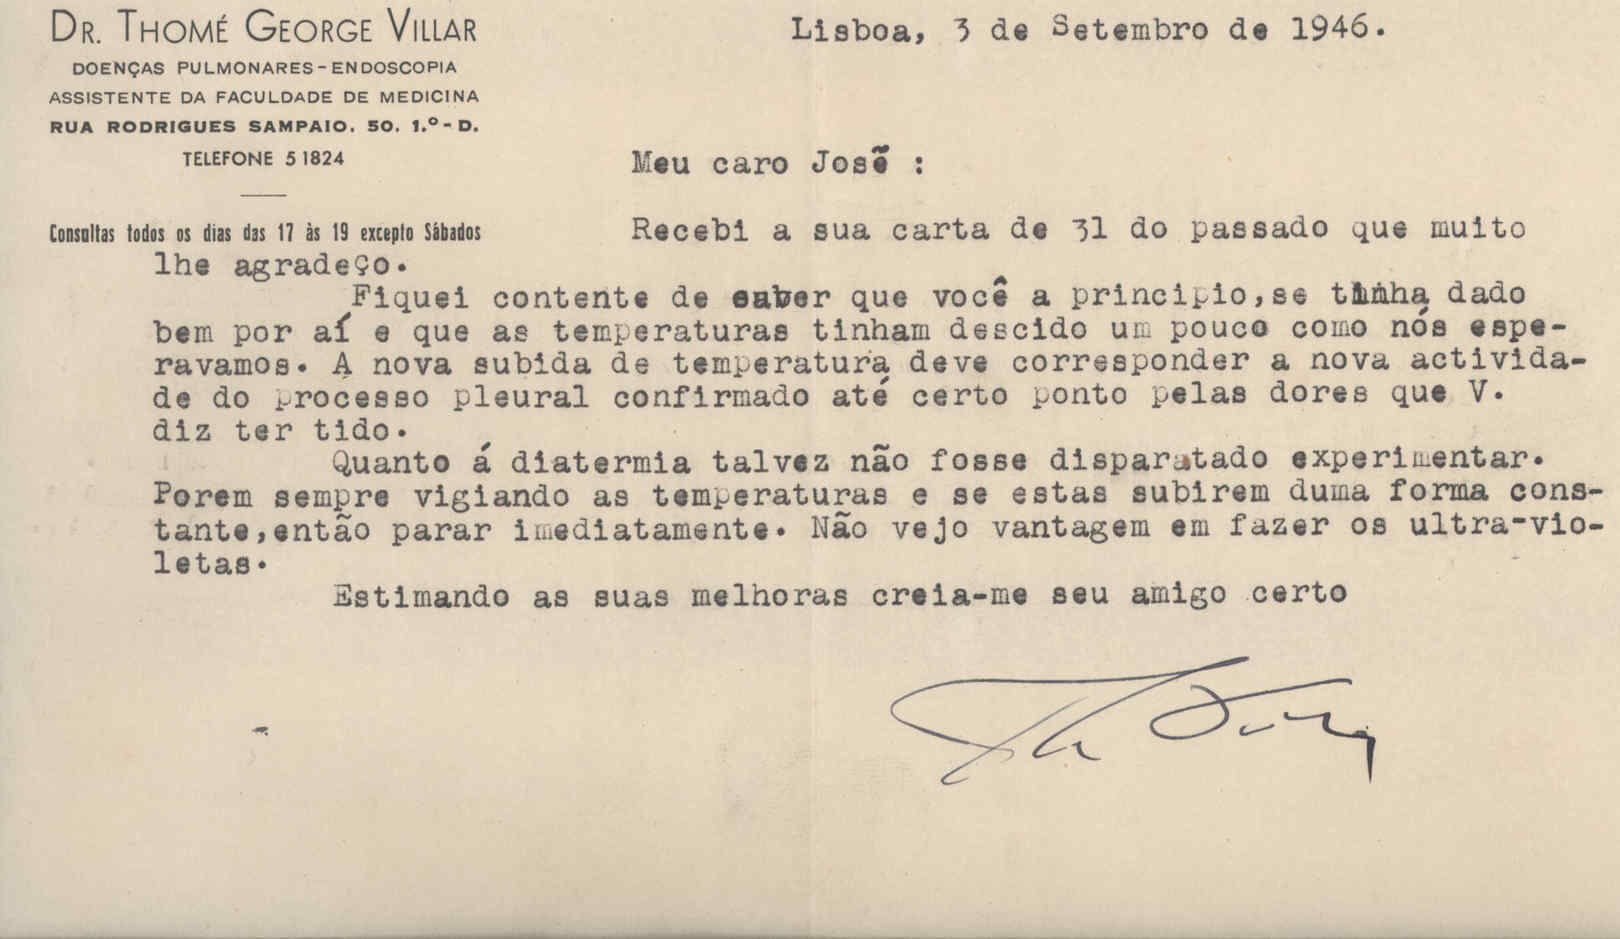 DR. THOMÉ GEORGE VILLAR
DOENÇAS PULMONARES - ENDOSCOPIA
ASSISTENTE DA FACULDADE DE MEDICINA
RUA RODRIGUES SAMPAIO, 50, 1.º - D.
TELEFONE 5 1824
Consultas todos os dias das 17 às 19 excepto Sábados
Lisboa, 3 de Setembro de 1946.
Meu caro José :
Recebi a sua carta de 31 do passado que muito
lhe agradeço.
Fiquei contente de saber que você a principio,se tinha dado
bem por aí e que as temperaturas tinham descido um pouco como nós espe-
ravamos. A nova subida de temperatura deve corresponder a nova activida-
de do processo pleural confirmado até certo ponto pelas dores que V.
diz ter tido.
Quanto á diatermia talvez não fosse disparatado experimentar.
Porem sempre vigiando as temperaturas e se estas subirem duma forma cons-
tante,então parar imediatamente. Não vejo vantagem em fazer os ultra-vio-
letas.
Estimando as suas melhoras creia-me seu amigo certo